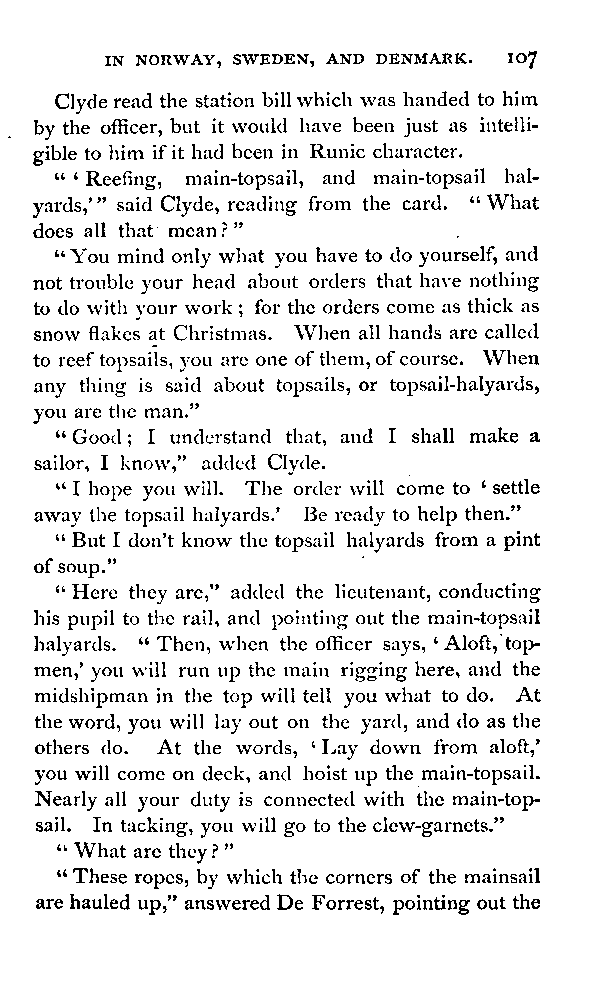 IN NORWAY, SWEDEN, AND DENMARK. 107
Clyde read the station bill which was handed to him
by the officer, but it would have been just as intelli-
gible to him if it had been in Runic character.
“ ‘ Reefing, main-topsail, and main-topsail hal-
yards,’” said Clyde, reading from the card. “ What
does all that mean?”
“ You mind only what you have to do yourself, and
not trouble your head about orders that have nothing
to do with your work; for the orders come as thick as
snow flakes at Christmas. When all hands are called
to reef topsails, you are one of them, of course. When
any thing is said about topsails, or topsail-halyards,
you are the man.”
“ Good; I understand that, and I shall make a
sailor, I know,” added Clyde.
“ I hope you will. The order will come to ‘ settle
away the topsail halyards.’ Be ready to help then.”
“ But I don’t know the topsail halyards from a pint
of soup.”
“ Here they are,” added the lieutenant, conducting
his pupil to the rail, and pointing out the main-topsail
halyards. “ Then, when the officer says, ‘ Aloft, top-
men,’ you will run up the main rigging here, and the
midshipman in the top will tell you what to do. At
the word, you will lay out on the yard, and do as the
others do. At the words, ‘ Lay down from aloft,’
you will come on deck, and hoist up the main-topsail.
Nearly all your duty is connected with the main-top-
sail. In tacking, you will go to the clew-garnets.”
“ What are they?”
“ These ropes, by which the corners of the mainsail
are hauled up,” answered De Forrest, pointing out the